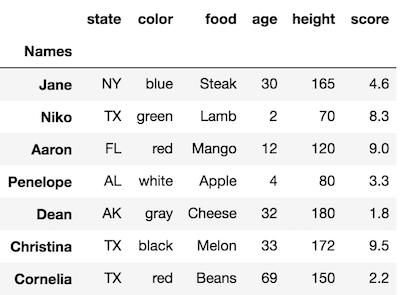 state color food age height score
Names
Jane NY blue Steak 30 165 4.6
Niko TX green Lamb 2 70 8.3
Aaron FL red Mango 12 120 9.0
Penelope AL white Apple 4 80 3.3
Dean AK gray Cheese 32 180 1.8
Christina TX black Melon 33 172 9.5
Cornelia TX red Beans 69 150 2.2